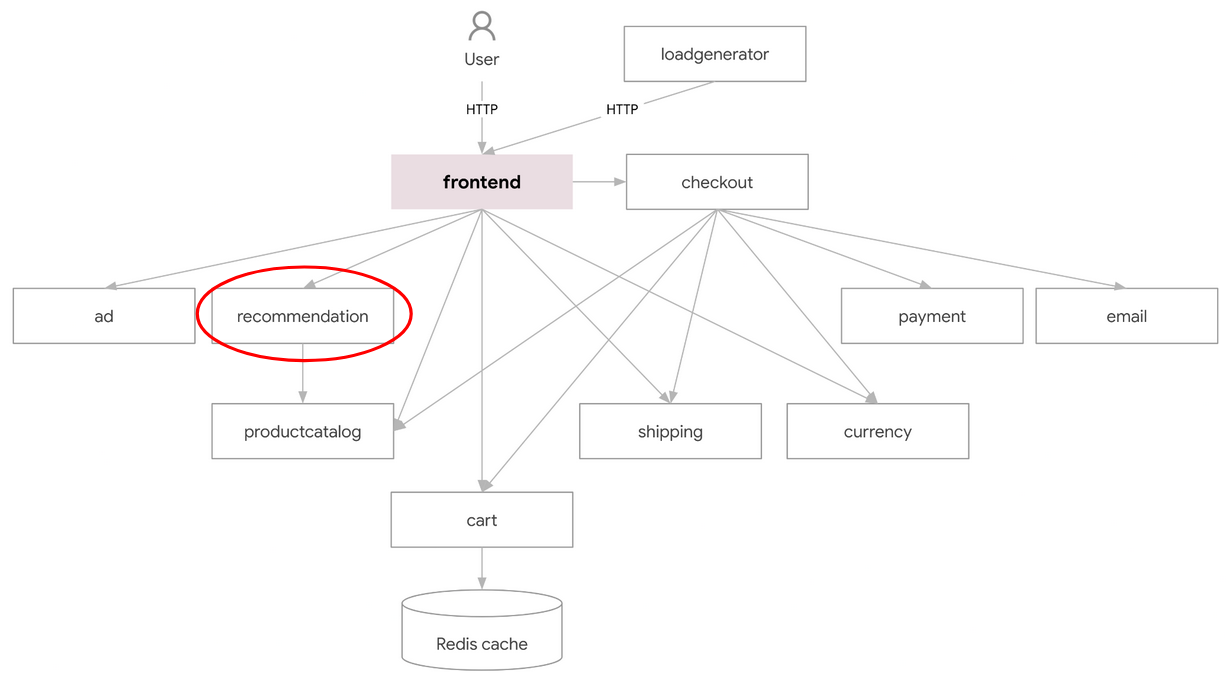 User
loadgenerator
HTTP
HTTP
frontend
checkout
ad
recommendation
payment
email
productcatalog
shipping
currency
cart
Redis cache